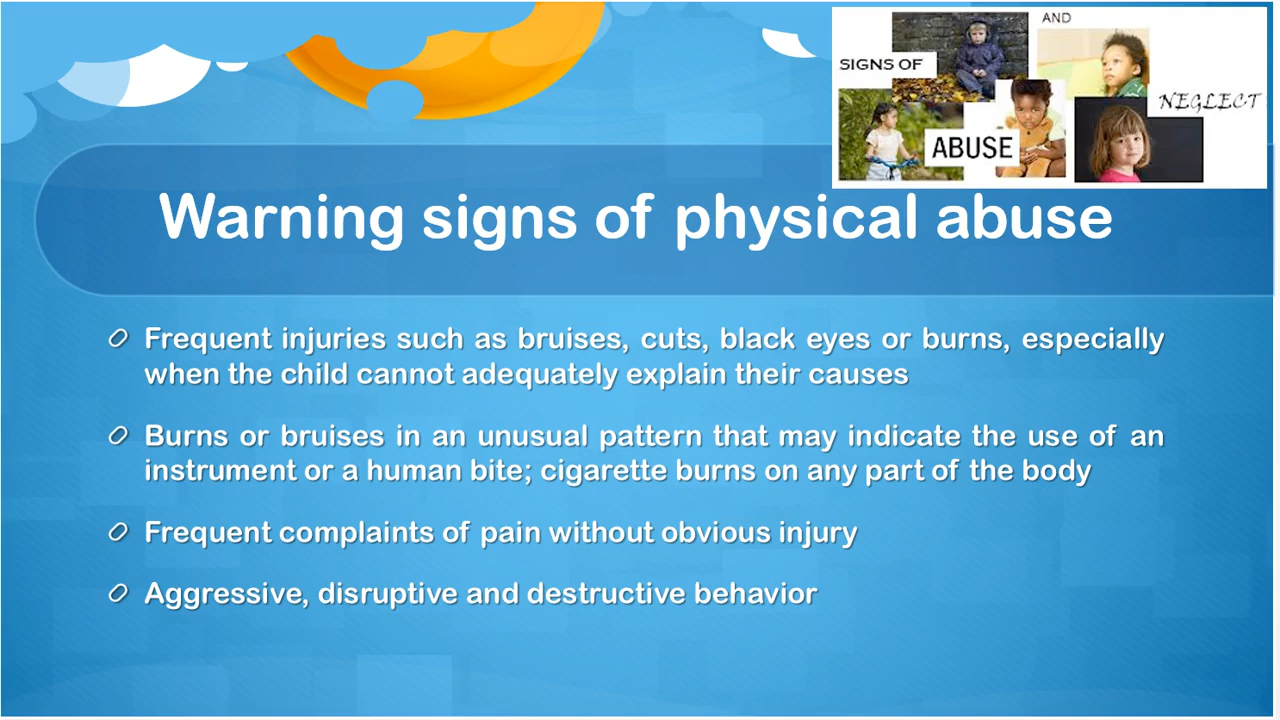 AND
SIGNS OF
NEGLECT
ABUSE
Warning signs of physical abuse
Frequent injuries such as bruises, cuts, black eyes or burns, especially
when the child cannot adequately explain their causes
Burns or bruises in an unusual pattern that may indicate the use of an
instrument or a human bite; cigarette burns on any part of the body
Frequent complaints of pain without obvious injury
Aggressive, disruptive and destructive behavior